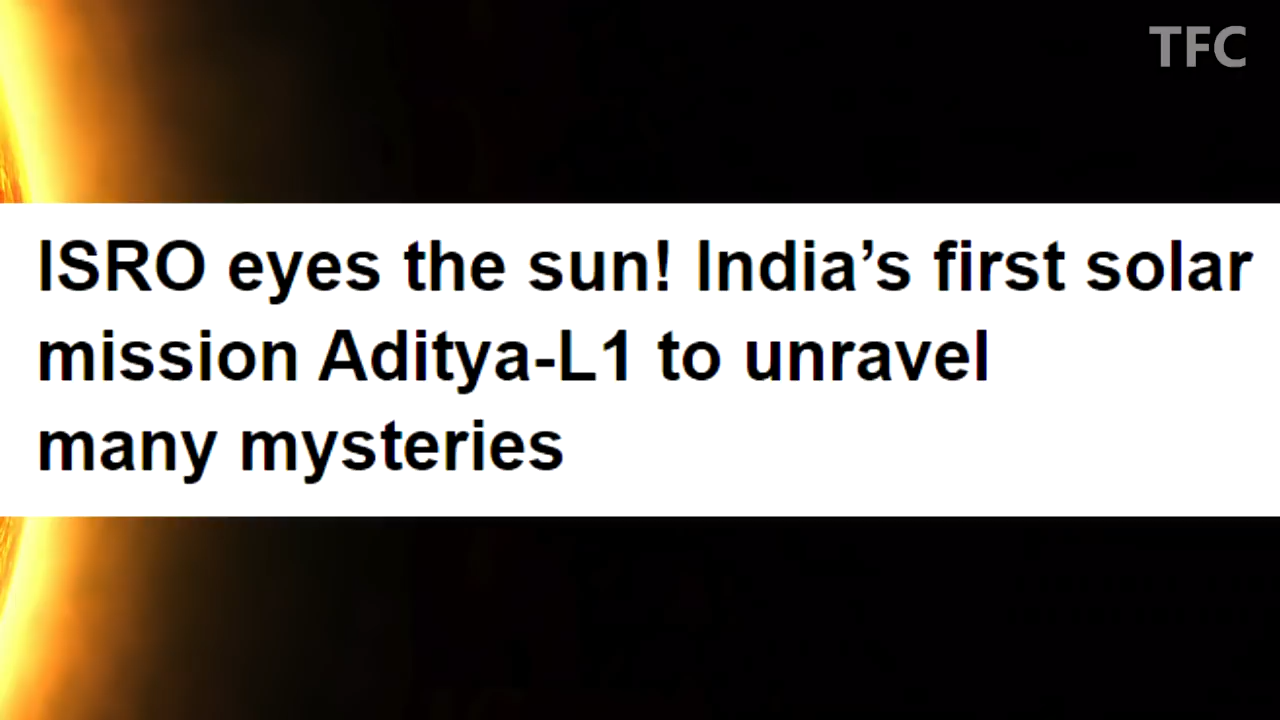 TFC
ISRO eyes the sun! India’s first solar
mission Aditya-L1 to unravel
many mysteries